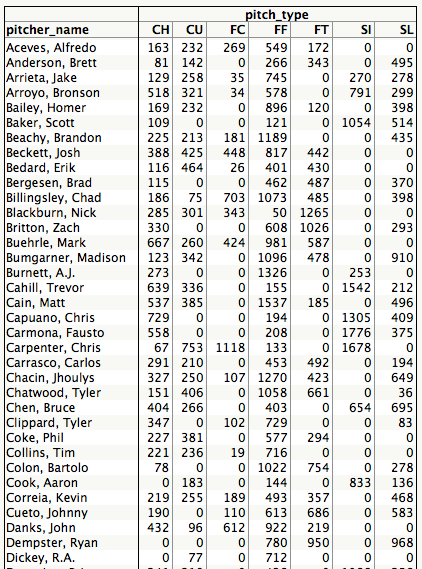 pitch_type
pitcher_name CH CU FC FF FT SI SL
Aceves, Alfredo 163 232 269 549 172 0 0
Anderson, Brett 81 142 0 266 343 0 495
Arrieta, Jake 129 258 35 745 0 270 278
Arroyo, Bronson 518 321 34 578 0 791 299
Bailey, Homer 169 232 0 896 120 0 398
Baker, Scott 109 0 0 121 0 1054 514
Beachy, Brandon 225 213 181 1189 0 0 435
Beckett, Josh 388 425 448 817 442 0 0
Bedard, Erik 116 464 26 401 430 0 0
Bergesen, Brad 115 0 0 462 487 0 370
Billingsley, Chad 186 75 703 1073 485 0 398
Blackburn, Nick 285 301 343 50 1265 0 0
Britton, Zach 330 0 0 608 1026 0 293
Buehrle, Mark 667 260 424 981 587 0 0
Bumgarner, Madison 123 342 0 1096 478 0 910
Burnett, A.J. 273 0 0 1326 0 253 0
Cahill, Trevor 639 336 0 155 0 1542 212
Cain, Matt 537 385 0 1537 185 0 496
Capuano, Chris 729 0 0 194 0 1305 409
Carmona, Fausto 558 0 0 208 0 1776 375
Carpenter, Chris 67 753 1118 133 0 1678 0
Carrasco, Carlos 291 210 0 453 492 0 194
Chacin, Jhoulys 327 250 107 1270 423 0 649
Chatwood, Tyler 151 406 0 1058 661 0 36
Chen, Bruce 404 266 0 403 0 654 695
Clippard, Tyler 347 0 102 729 0 0 83
Coke, Phil 227 381 0 577 294 0 0
Collins, Tim 221 236 19 716 0 0 0
Colon, Bartolo 78 0 0 1022 754 0 278
Cook, Aaron 0 183 0 144 0 833 136
Correia, Kevin 219 255 189 493 357 0 468
Cueto, Johnny 190 0 110 613 686 0 583
Danks, John 432 96 612 922 219 0 0
Dempster, Ryan 0 0 0 780 950 0 968
Dickey, R.A. 0 77 0 712 0 0 0